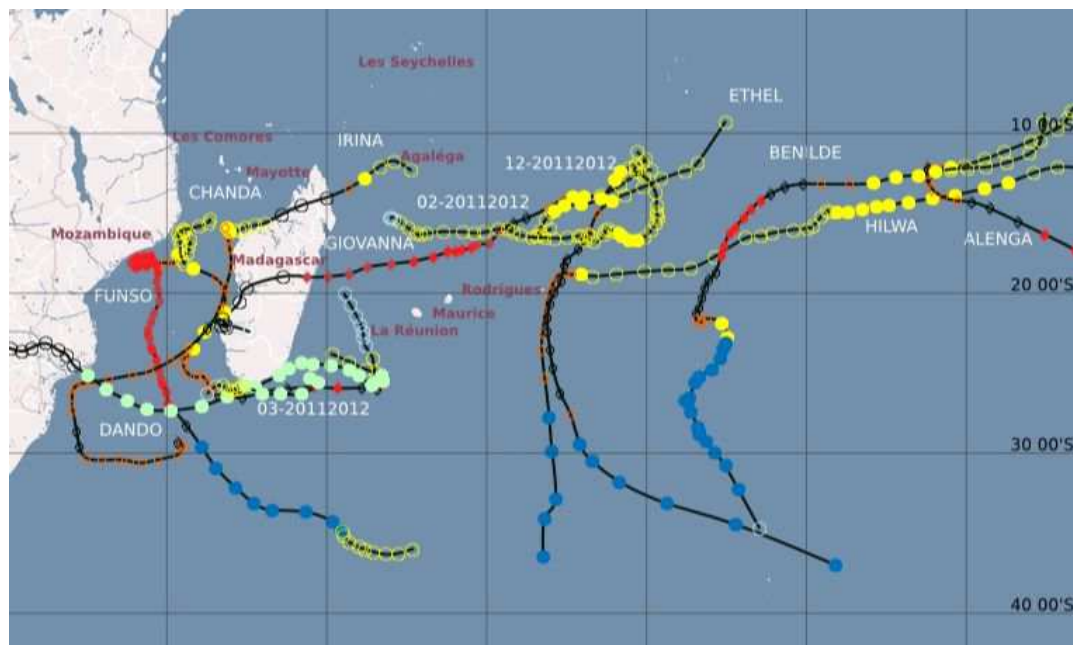 Les Seychelles
ETHEL
10 00'S
Les Comores
IRINA
Agaléga
12-20112012
BENILDE
Mayotte
CHANDA
02-20112012
HILWA
Mozambique
GIOVANNA
ALENGA
Madagascar
FUNSO
Rodrigues
20 00'S
Maurice
La Réunion
03-20112012
DANDO
30 00'S
40 00'S